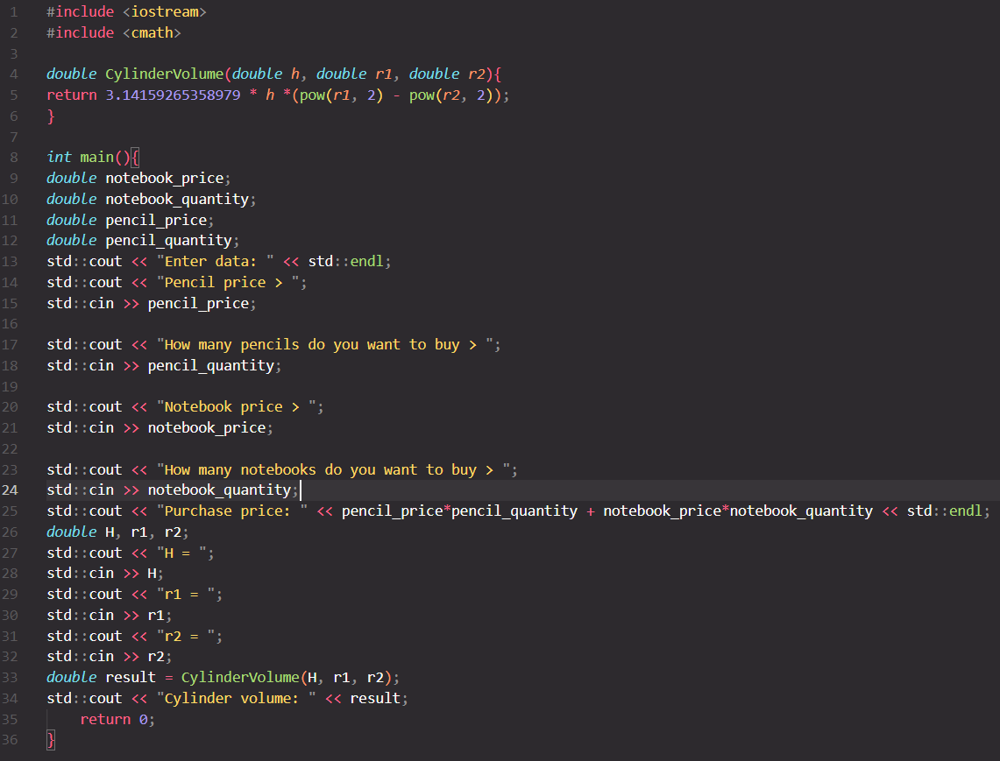 1 #include <iostream>
2 #include <cmath>
3
4 double CylinderVolume(double h, double r1, double r2){
5 return 3.14159265358979 * h *(pow(r1, 2) - pow(r2, 2));
6 }
7
8 int main(){
9 double notebook_price;
10 double notebook_quantity;
11 double pencil_price;
12 double pencil_quantity;
13 std::cout << "Enter data: " << std::endl;
14 std::cout << "Pencil price > ";
15 std::cin >> pencil_price;
16
17 std::cout << "How many pencils do you want to buy > ";
18 std::cin >> pencil_quantity;
19
20 std::cout << "Notebook price > ";
21 std::cin >> notebook_price;
22
23 std::cout << "How many notebooks do you want to buy > ";
24 std::cin >> notebook_quantity;
25 std::cout << "Purchase price: " << pencil_price*pencil_quantity + notebook_price*notebook_quantity << std::endl;
26 double H, r1, r2;
27 std::cout << "H = ";
28 std::cin >> H;
29 std::cout << "r1 = ";
30 std::cin >> r1;
31 std::cout << "r2 = ";
32 std::cin >> r2;
33 double result = CylinderVolume(H, r1, r2);
34 std::cout << "Cylinder volume: " << result;
35     return 0;
36 }